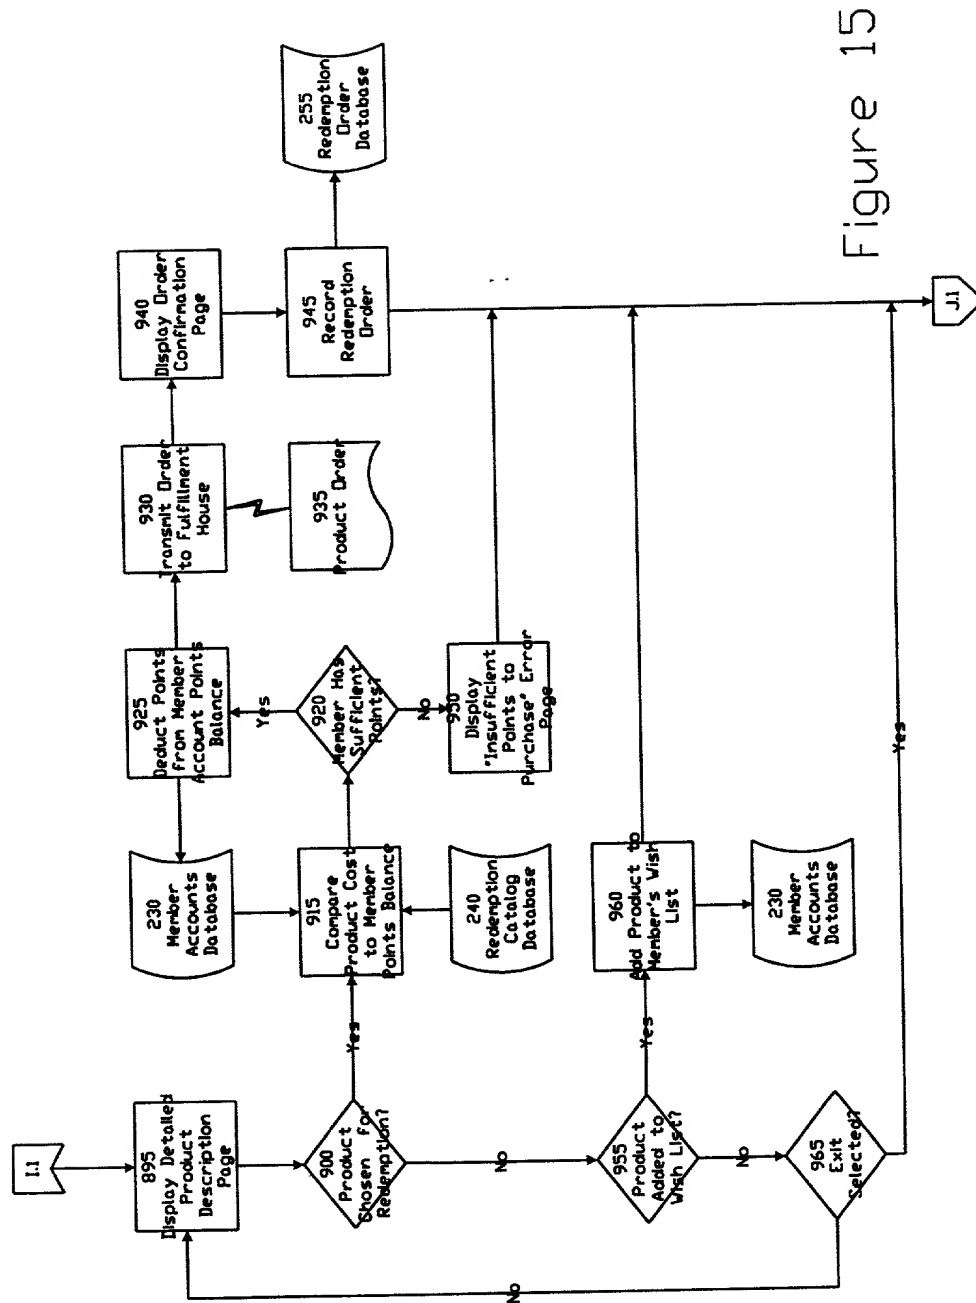 I.1
895
Display Detailed
Product
Description
Page
900
Product
Chosen for
Redemption?
Yes
No
230
Member
Accounts
Database
915
Compare
Product Cost
to Member
Points Balance
240
Redemption
Catalog
Database
925
Deduct Points
from Member
Account Points
Balance
Yes
920
Member Has
Sufficient
Points?
No
950
Display
"Insufficient
Points to
Purchase" Error
Page
930
Transmit Order
to Fulfillment
House
935
Product Order
940
Display Order
Confirmation
Page
945
Record
Redemption
Order
255
Redemption
Order
Database
955
Product
Added to
Wish List?
Yes
No
960
Add Product to
Member's Wish
List
230
Member
Accounts
Database
965
Exit
Selected?
No
Yes
J.1
Figure 15